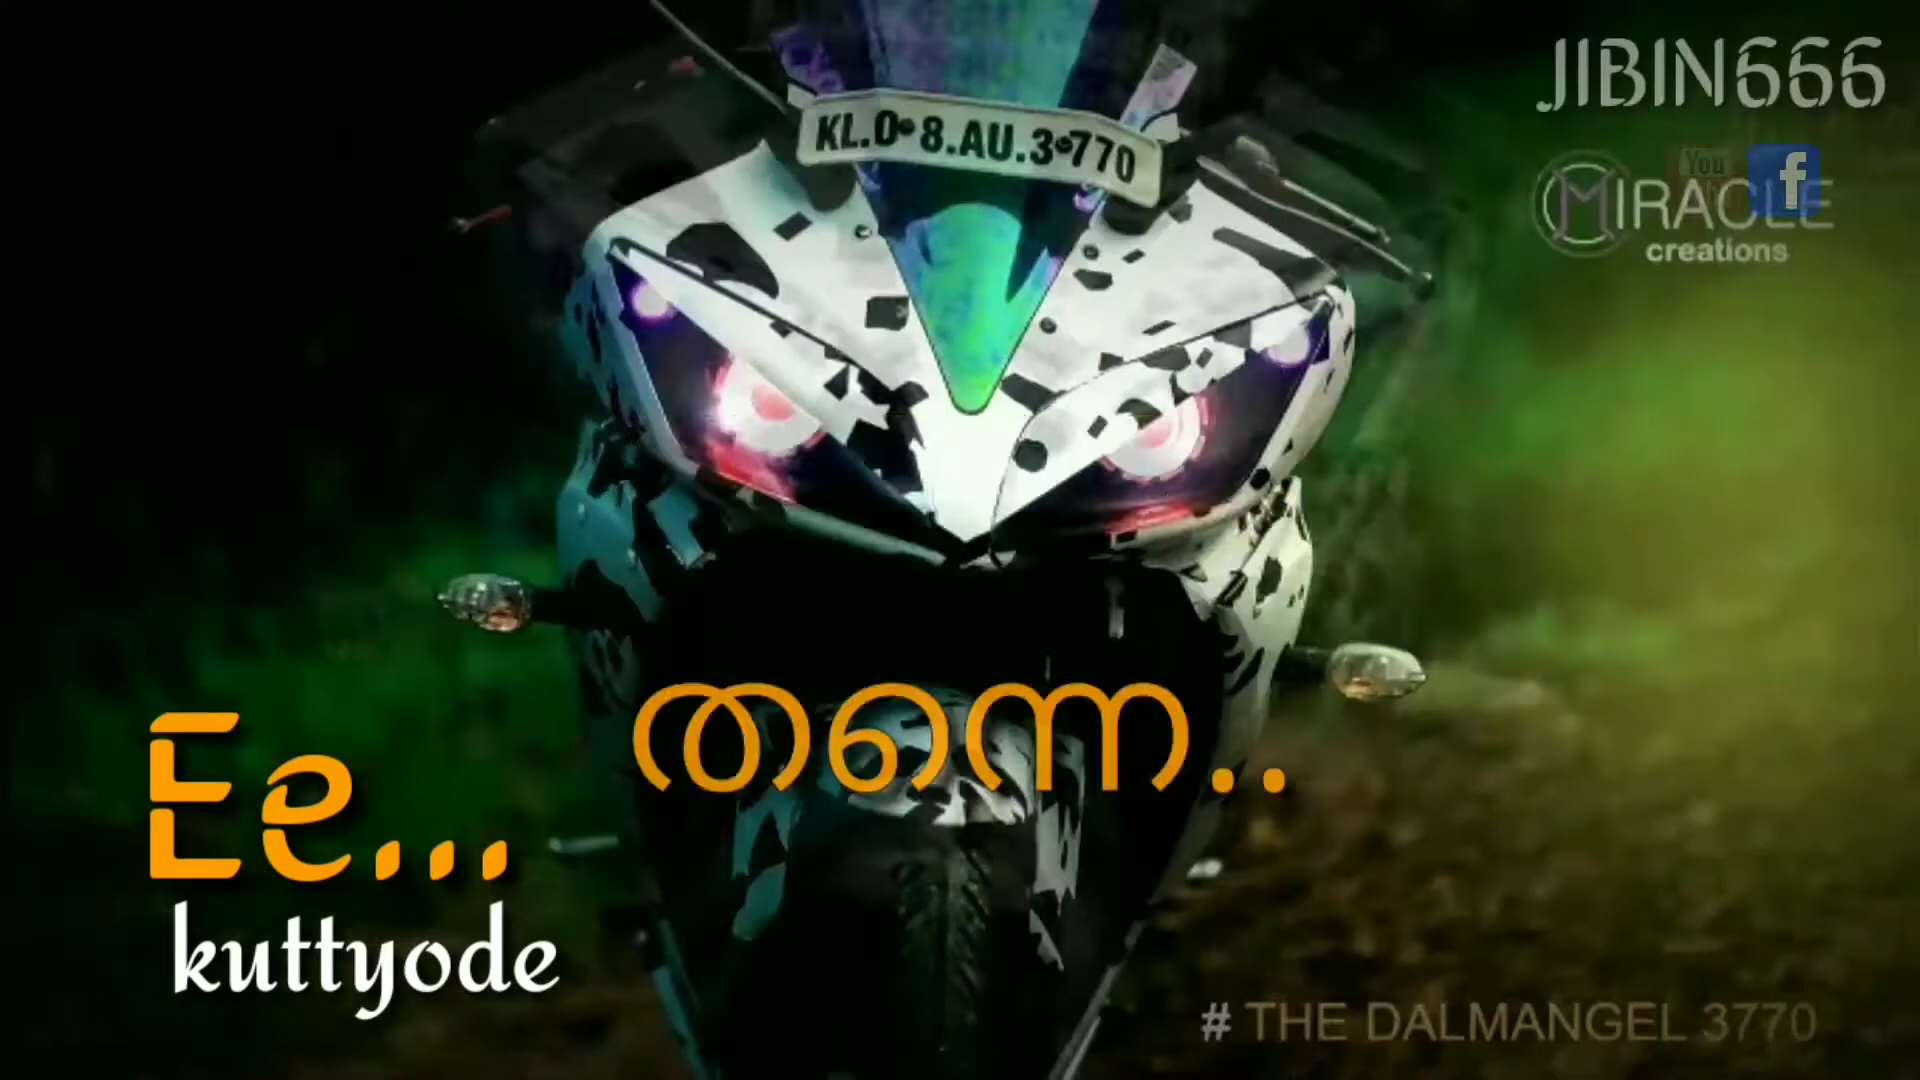 JIBIN666
KL.08.AU.3770
You
f
MIRACLE
creations
തന്നെ..
Ee...
kuttyode
# THE DALMANGEL 3770